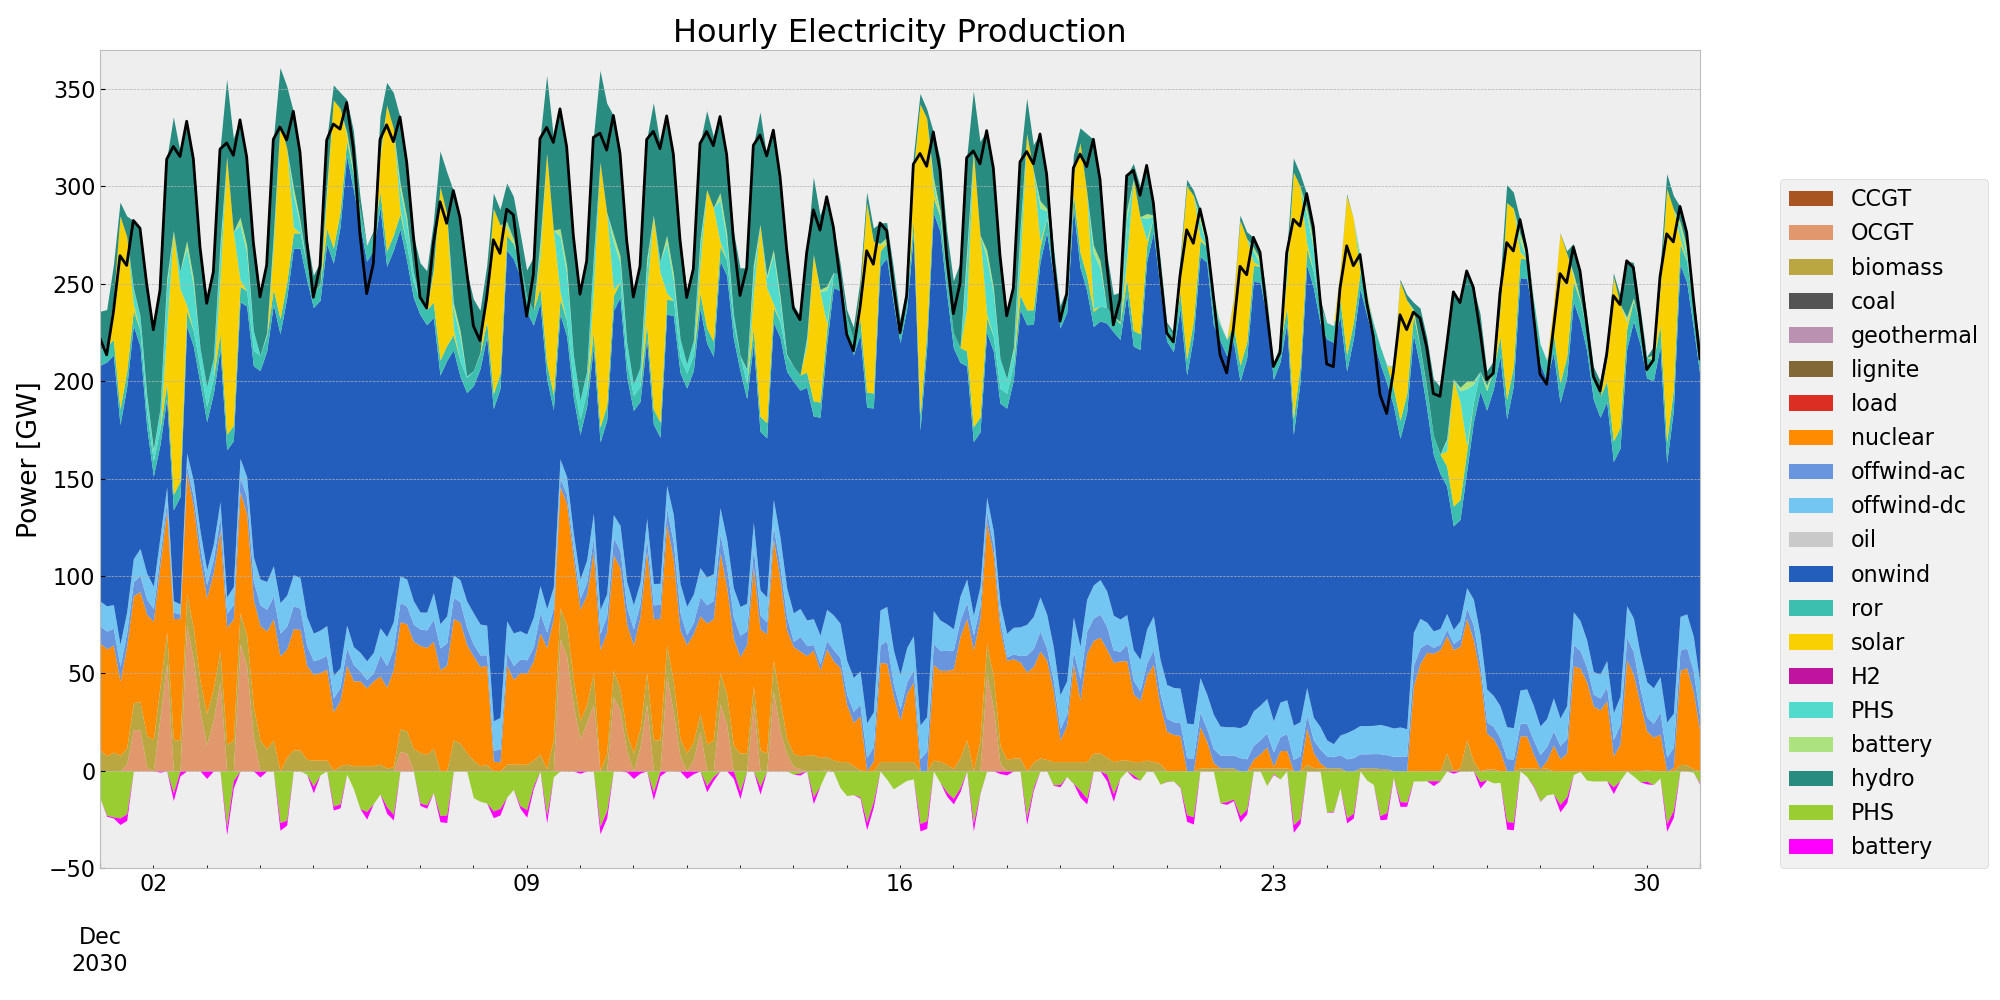 Hourly Electricity Production
Power [GW]
350
300
250
200
150
100
50
0
−50
02
09
16
23
30
Dec
2030
CCGT
OCGT
biomass
coal
geothermal
lignite
load
nuclear
offwind-ac
offwind-dc
oil
onwind
ror
solar
H2
PHS
battery
hydro
PHS
battery